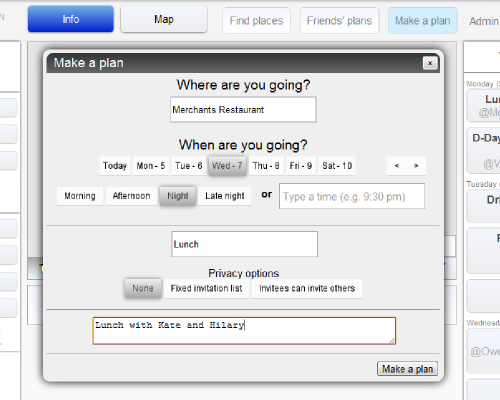 Info Map Find places Friends' plans Make a plan Admin
Make a plan x
Where are you going?
Merchants Restaurant
When are you going?
Today Mon - 5 Tue - 6 Wed - 7 Thu - 8 Fri - 9 Sat - 10 < >
Morning Afternoon Night Late night or Type a time (e.g. 9:30 pm)
Lunch
Privacy options
None Fixed invitation list Invitees can invite others
Lunch with Kate and Hilary
Make a plan
Monday (
Lu
@Me
D-Day
@V
Tuesday (
Dri
Wednesd
@Owe